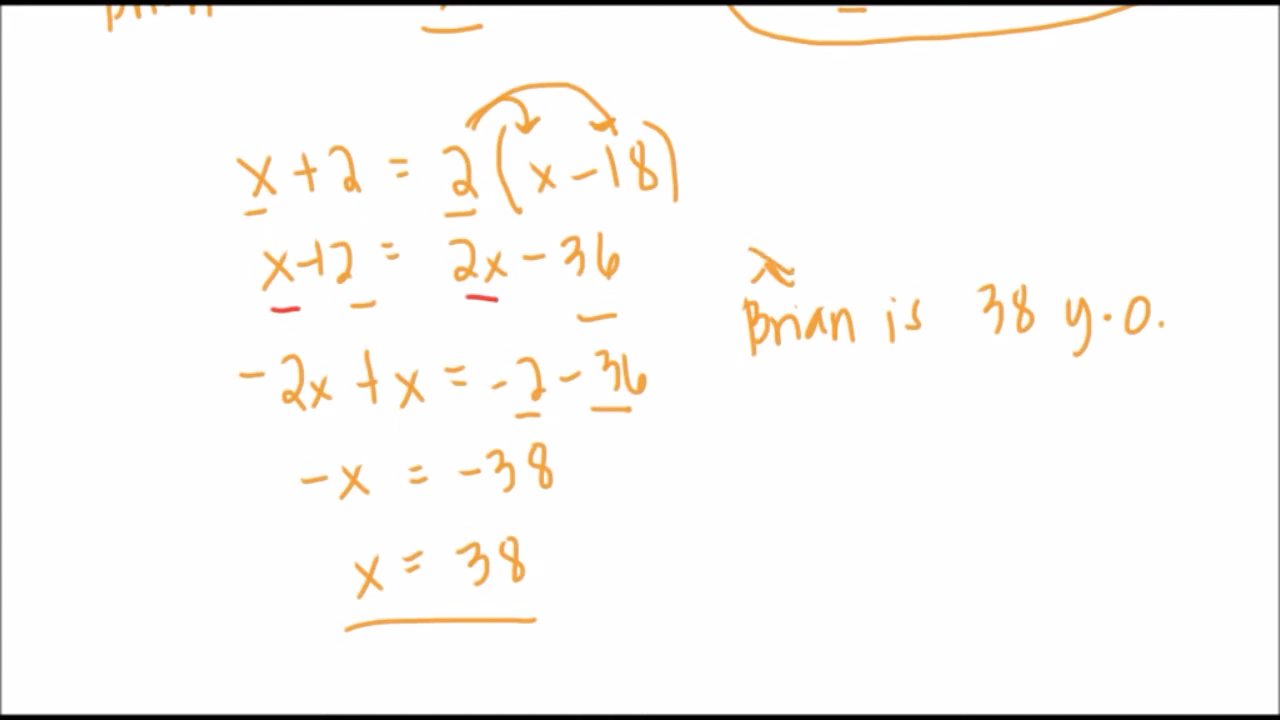 x + 2 = 2 (x - 18)
x + 2 = 2x - 36
Brian is 38 y.o.
-2x + x = -2 - 36
-x = -38
x = 38